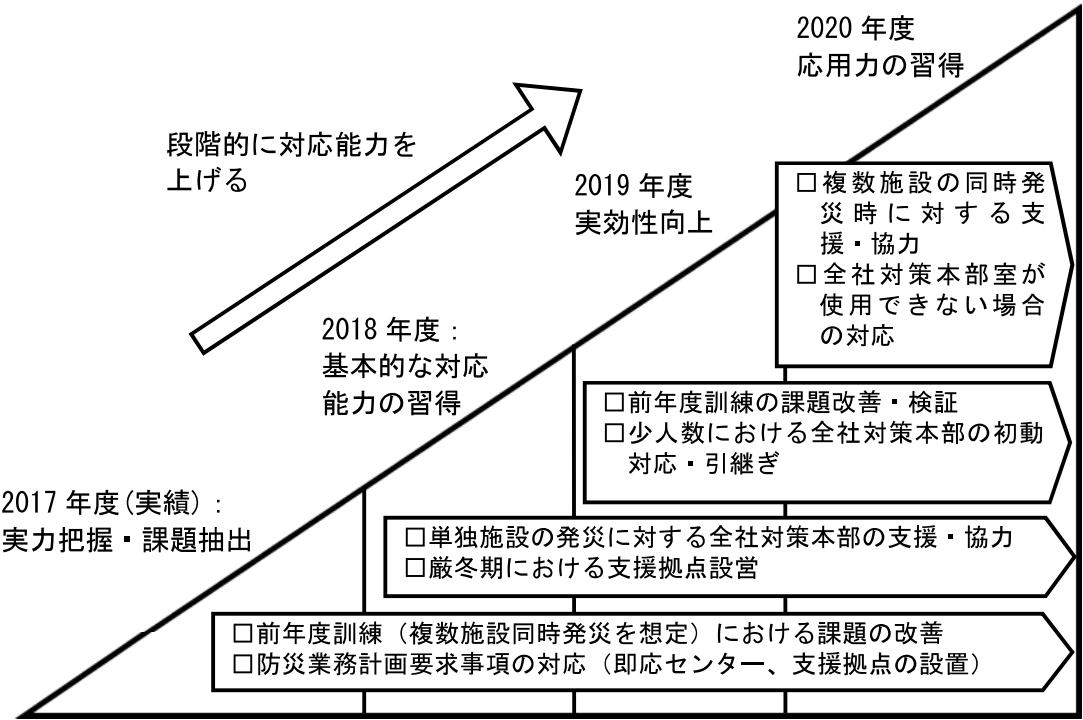 2020 年度
応用力の習得
段階的に対応能力を
上げる
2019 年度
実効性向上
□複数施設の同時発
災時に対する支
援・協力
□全社対策本部室が
使用できない場合
の対応
2018 年度：
基本的な対応
能力の習得
□前年度訓練の課題改善・検証
□少人数における全社対策本部の初動
対応・引継ぎ
2017 年度(実績)：
実力把握・課題抽出
□単独施設の発災に対する全社対策本部の支援・協力
□厳冬期における支援拠点設営
□前年度訓練（複数施設同時発災を想定）における課題の改善
□防災業務計画要求事項の対応（即応センター、支援拠点の設置）